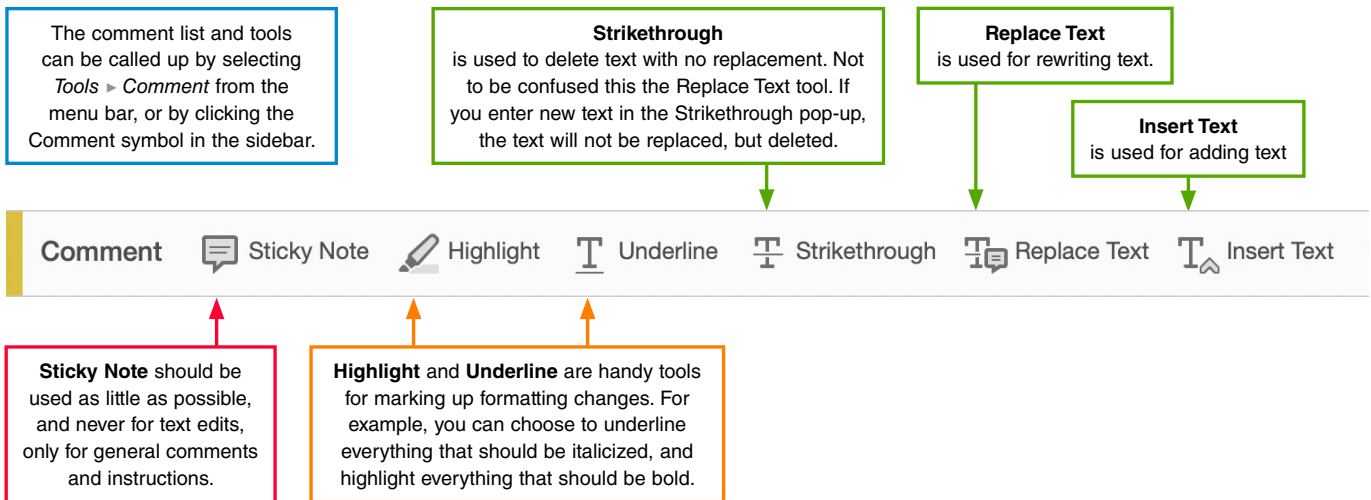 The comment list and tools
can be called up by selecting
Tools ▸ Comment from the
menu bar, or by clicking the
Comment symbol in the sidebar.
Strikethrough
is used to delete text with no replacement. Not
to be confused this the Replace Text tool. If
you enter new text in the Strikethrough pop-up,
the text will not be replaced, but deleted.
Replace Text
is used for rewriting text.
Insert Text
is used for adding text
Comment
Sticky Note
Highlight
Underline
Strikethrough
Replace Text
Insert Text
Sticky Note should be
used as little as possible,
and never for text edits,
only for general comments
and instructions.
Highlight and Underline are handy tools
for marking up formatting changes. For
example, you can choose to underline
everything that should be italicized, and
highlight everything that should be bold.